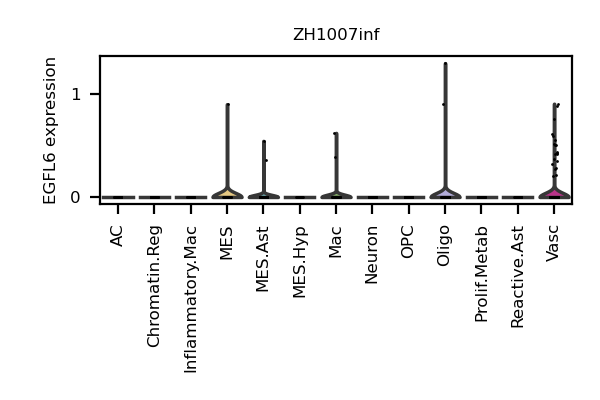 ZH1007inf
EGFL6 expression
1
0
AC
Chromatin.Reg
Inflammatory.Mac
MES
MES.Ast
MES.Hyp
Mac
Neuron
OPC
Oligo
Prolif.Metab
Reactive.Ast
Vasc